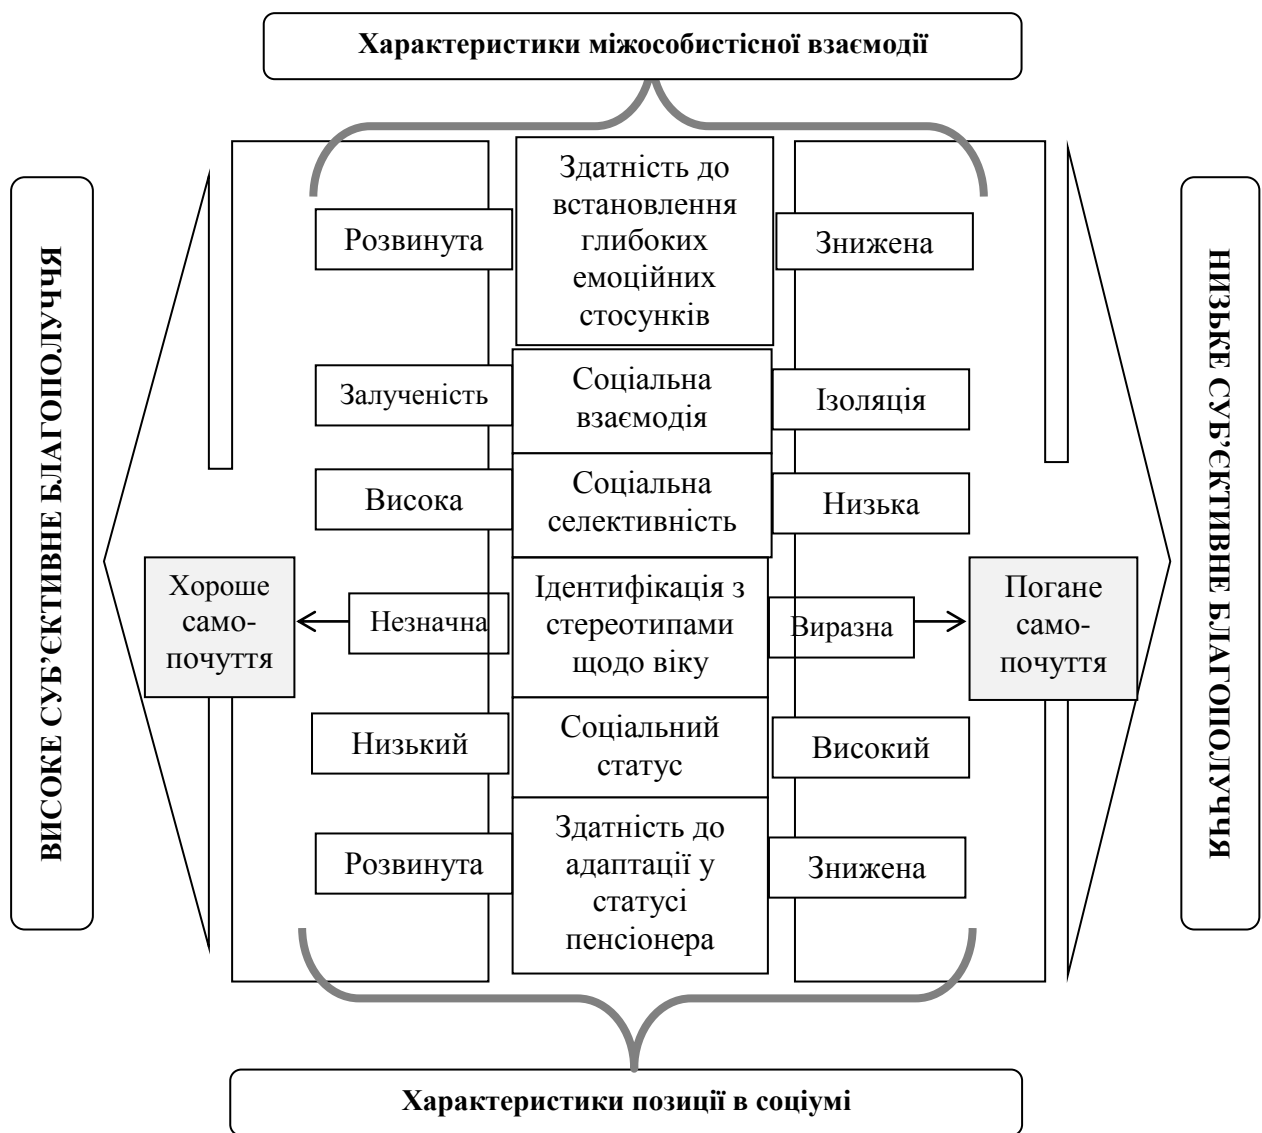 Характеристики міжособистісної взаємодії
ВИСОКЕ СУБ’ЄКТИВНЕ БЛАГОПОЛУЧЧЯ
НИЗЬКЕ СУБ’ЄКТИВНЕ БЛАГОПОЛУЧЧЯ
Розвинута
Здатність до
встановлення
глибоких
емоційних
стосунків
Знижена
Залученість
Соціальна
взаємодія
Ізоляція
Висока
Соціальна
селективність
Низька
Хороше
само-
почуття
Незначна
Ідентифікація з
стереотипами
щодо віку
Виразна
Погане
само-
почуття
Низький
Соціальний
статус
Високий
Розвинута
Здатність до
адаптації у
статусі
пенсіонера
Знижена
Характеристики позиції в соціумі